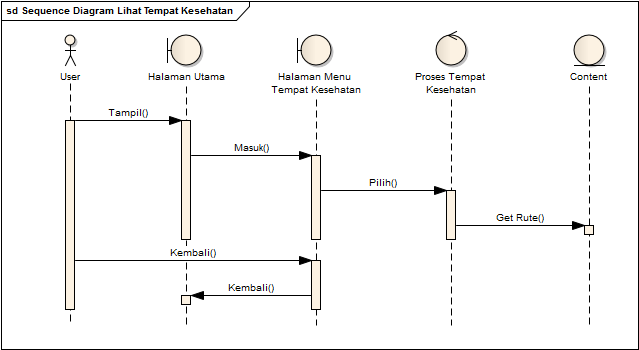 sd Sequence Diagram Lihat Tempat Kesehatan
User
Halaman Utama
Halaman Menu
Tempat Kesehatan
Proses Tempat
Kesehatan
Content
Tampil()
Masuk()
Pilih()
Get Rute()
Kembali()
Kembali()